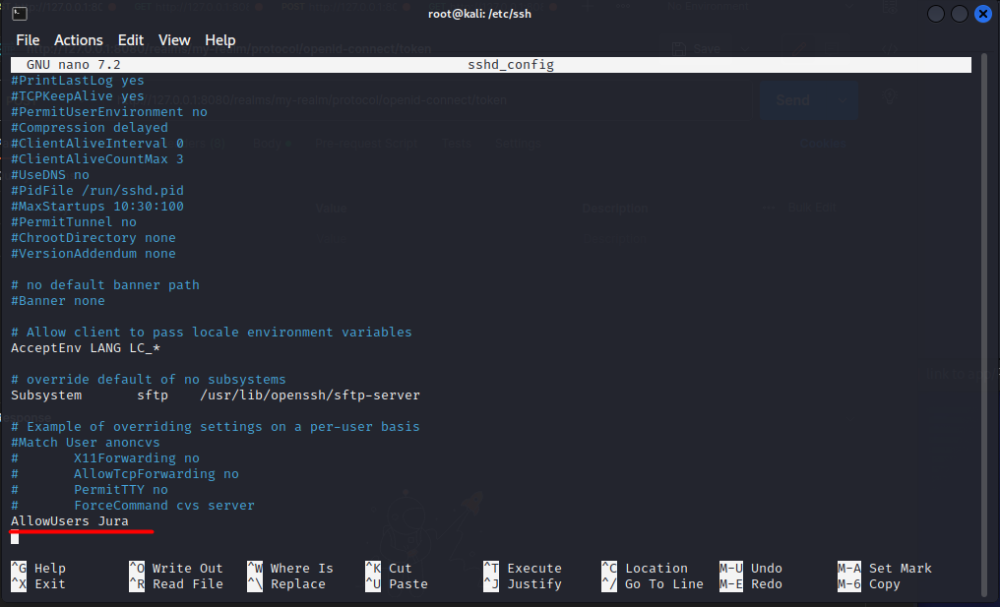 root@kali: /etc/ssh
File Actions Edit View Help
GNU nano 7.2 sshd_config
#PrintLastLog yes
#TCPKeepAlive yes
#PermitUserEnvironment no
#Compression delayed
#ClientAliveInterval 0
#ClientAliveCountMax 3
#UseDNS no
#PidFile /run/sshd.pid
#MaxStartups 10:30:100
#PermitTunnel no
#ChrootDirectory none
#VersionAddendum none
# no default banner path
#Banner none
# Allow client to pass locale environment variables
AcceptEnv LANG LC_*
# override default of no subsystems
Subsystem sftp /usr/lib/openssh/sftp-server
# Example of overriding settings on a per-user basis
#Match User anoncvs
# X11Forwarding no
# AllowTcpForwarding no
# PermitTTY no
# ForceCommand cvs server
AllowUsers Jura
^G Help ^O Write Out ^W Where Is ^K Cut ^T Execute ^C Location M-U Undo M-A Set Mark
^X Exit ^R Read File ^\ Replace ^U Paste ^J Justify ^/ Go To Line M-E Redo M-6 Copy